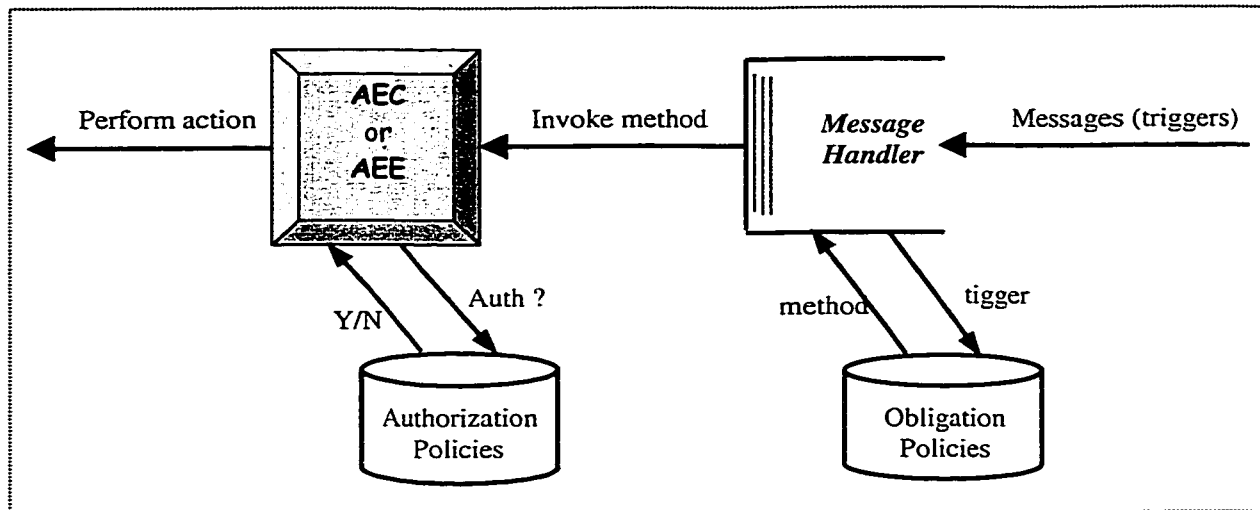 AEC
or
AEE
Perform action
Invoke method
Message
Handler
Messages (triggers)
Y/N
Auth ?
method
tigger
Authorization
Policies
Obligation
Policies